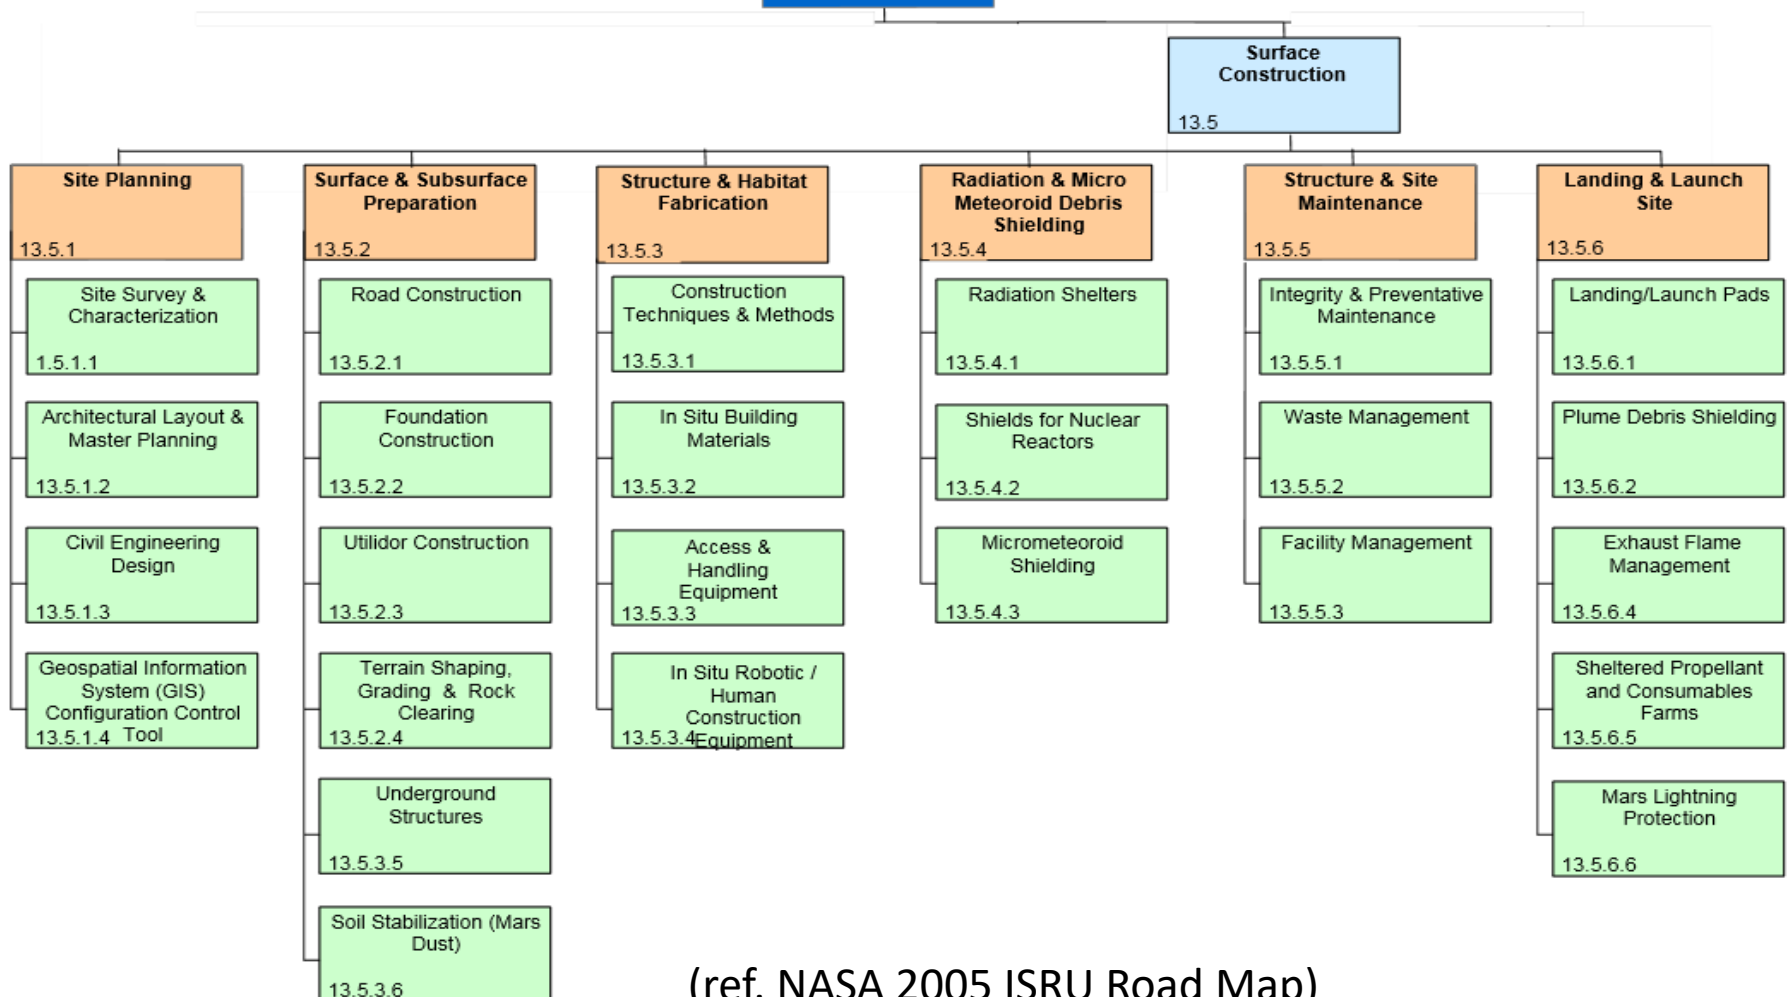 Surface
Construction
13.5
Site Planning
13.5.1
Site Survey &
Characterization
1.5.1.1
Architectural Layout &
Master Planning
13.5.1.2
Civil Engineering
Design
13.5.1.3
Geospatial Information
System (GIS)
Configuration Control
Tool
13.5.1.4
Surface & Subsurface
Preparation
13.5.2
Road Construction
13.5.2.1
Foundation
Construction
13.5.2.2
Utilidor Construction
13.5.2.3
Terrain Shaping,
Grading & Rock
Clearing
13.5.2.4
Underground
Structures
13.5.3.5
Soil Stabilization (Mars
Dust)
13.5.3.6
Structure & Habitat
Fabrication
13.5.3
Construction
Techniques & Methods
13.5.3.1
In Situ Building
Materials
13.5.3.2
Access &
Handling
Equipment
13.5.3.3
In Situ Robotic /
Human
Construction
Equipment
13.5.3.4
Radiation & Micro
Meteoroid Debris
Shielding
13.5.4
Radiation Shelters
13.5.4.1
Shields for Nuclear
Reactors
13.5.4.2
Micrometeoroid
Shielding
13.5.4.3
Structure & Site
Maintenance
13.5.5
Integrity & Preventative
Maintenance
13.5.5.1
Waste Management
13.5.5.2
Facility Management
13.5.5.3
Landing & Launch
Site
13.5.6
Landing/Launch Pads
13.5.6.1
Plume Debris Shielding
13.5.6.2
Exhaust Flame
Management
13.5.6.4
Sheltered Propellant
and Consumables
Farms
13.5.6.5
Mars Lightning
Protection
13.5.6.6
(ref. NASA 2005 ISRU Road Map)